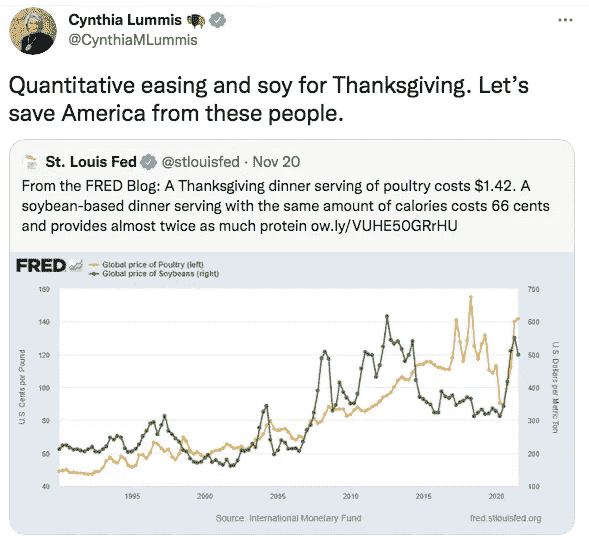 Cynthia Lummis 🦬
@CynthiaMLummis
Quantitative easing and soy for Thanksgiving. Let's
save America from these people.
St. Louis Fed @stlouisfed · Nov 20
From the FRED Blog: A Thanksgiving dinner serving of poultry costs $1.42. A
soybean-based dinner serving with the same amount of calories costs 66 cents
and provides almost twice as much protein ow.ly/VUHE50GRrHU
FRED
Global price of Poultry (left)
Global price of Soybeans (right)
160 700
140 600
120 500
100 400
80 300
60 200
40 100
U.S. Cents per Pound
U.S. Dollars per Metric Ton
1995 2000 2005 2010 2015 2020
Source: International Monetary Fund fred.stlouisfed.org